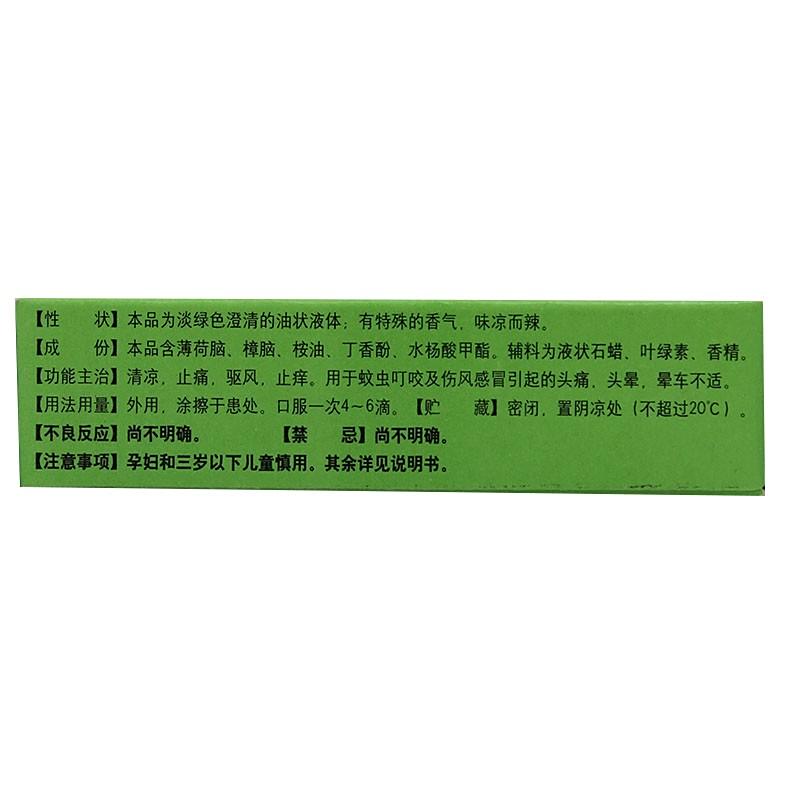 【性　　状】本品为淡绿色澄清的油状液体；有特殊的香气，味凉而辣。
【成　　份】本品含薄荷脑、樟脑、桉油、丁香酚、水杨酸甲酯。辅料为液状石蜡、叶绿素、香精。
【功能主治】清凉，止痛，驱风，止痒。用于蚊虫叮咬及伤风感冒引起的头痛，头晕，晕车不适。
【用法用量】外用，涂擦于患处。口服一次4～6滴。【贮　　藏】密闭，置阴凉处（不超过20℃）。
【不良反应】尚不明确。　　【禁　　忌】尚不明确。
【注意事项】孕妇和三岁以下儿童慎用。其余详见说明书。